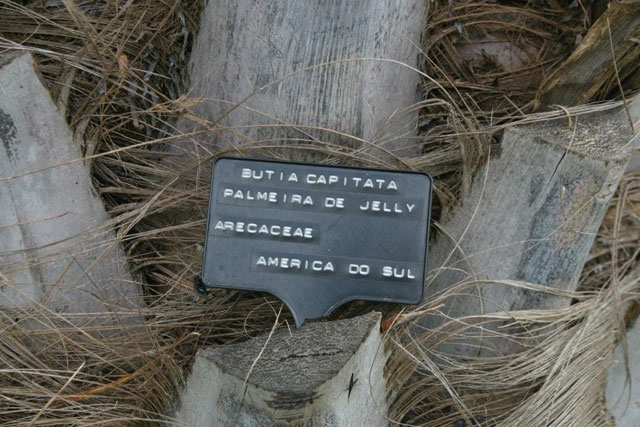 BUTIA CAPITATA
PALMEIRA DE JELLY
ARECACEAE
AMERICA DO SUL